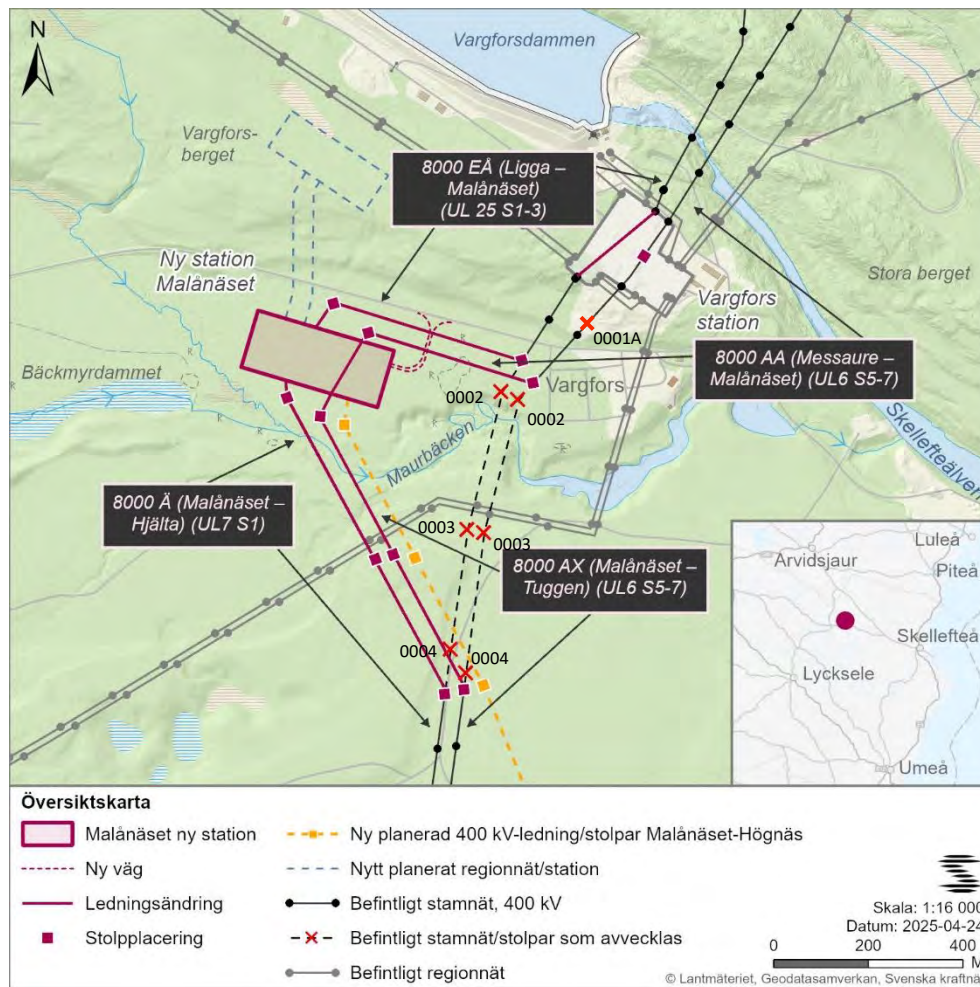 N
Vargforsdammen
Vargfors-
berget
8000 EÅ (Ligga –
Malånäset)
(UL 25 S1-3)
Ny station
Malånäset
Stora berget
Vargfors
station
0001A
8000 AA (Messaure –
Malånäset) (UL6 S5-7)
Bäckmyrdammet
Vargfors
0002
0002
Skellefteälven
Maurbäcken
8000 Ä (Malånäset –
Hjälta) (UL7 S1)
0003
0003
8000 AX (Malånäset –
Tuggen) (UL6 S5-7)
0004
0004
Luleå
Arvidsjaur
Piteå
Skellefteå
Lycksele
Umeå
Översiktskarta
Malånäset ny station
Ny väg
Ledningsändring
Stolpplacering
Ny planerad 400 kV-ledning/stolpar Malånäset-Högnäs
Nytt planerat regionnät/station
Befintligt stamnät, 400 kV
Befintligt stamnät/stolpar som avvecklas
Befintligt regionnät
Skala: 1:16 000
Datum: 2025-04-24
0 200 400
M
© Lantmäteriet, Geodatasamverkan, Svenska kraftnä